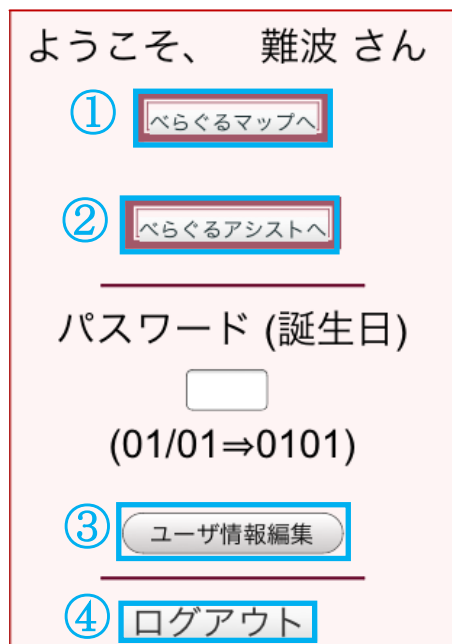 ようこそ、 難波 さん
① べらぐるマップへ
② べらぐるアシストへ
パスワード (誕生日)
(01/01⇒0101)
③ ユーザ情報編集
④ ログアウト